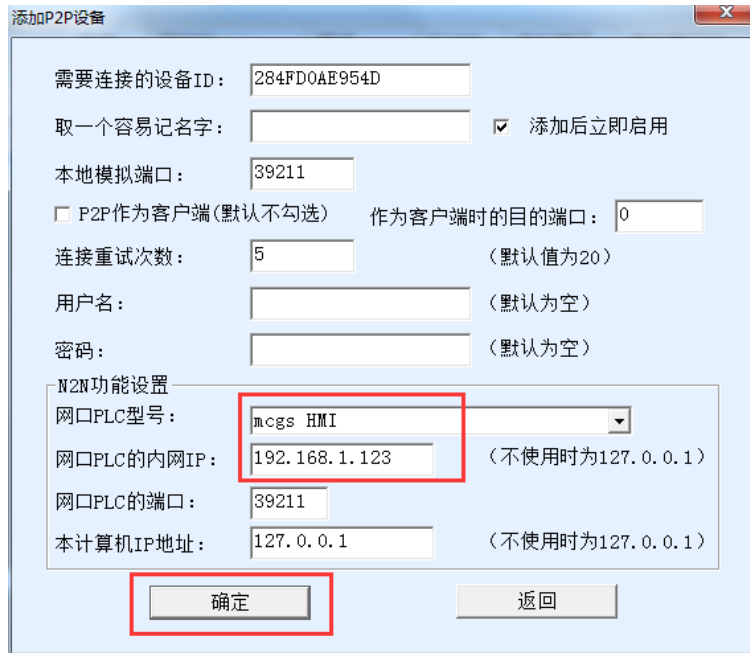 添加P2P设备
需要连接的设备ID： 284FD0AE954D
取一个容易记名字： 添加后立即启用
本地模拟端口： 39211
P2P作为客户端(默认不勾选) 作为客户端时的目的端口： 0
连接重试次数： 5 （默认值为20）
用户名： （默认为空）
密码： （默认为空）
N2N功能设置
网口PLC型号： mcgs HMI
网口PLC的内网IP： 192.168.1.123 （不使用时为127.0.0.1）
网口PLC的端口： 39211
本计算机IP地址： 127.0.0.1 （不使用时为127.0.0.1）
确定 返回